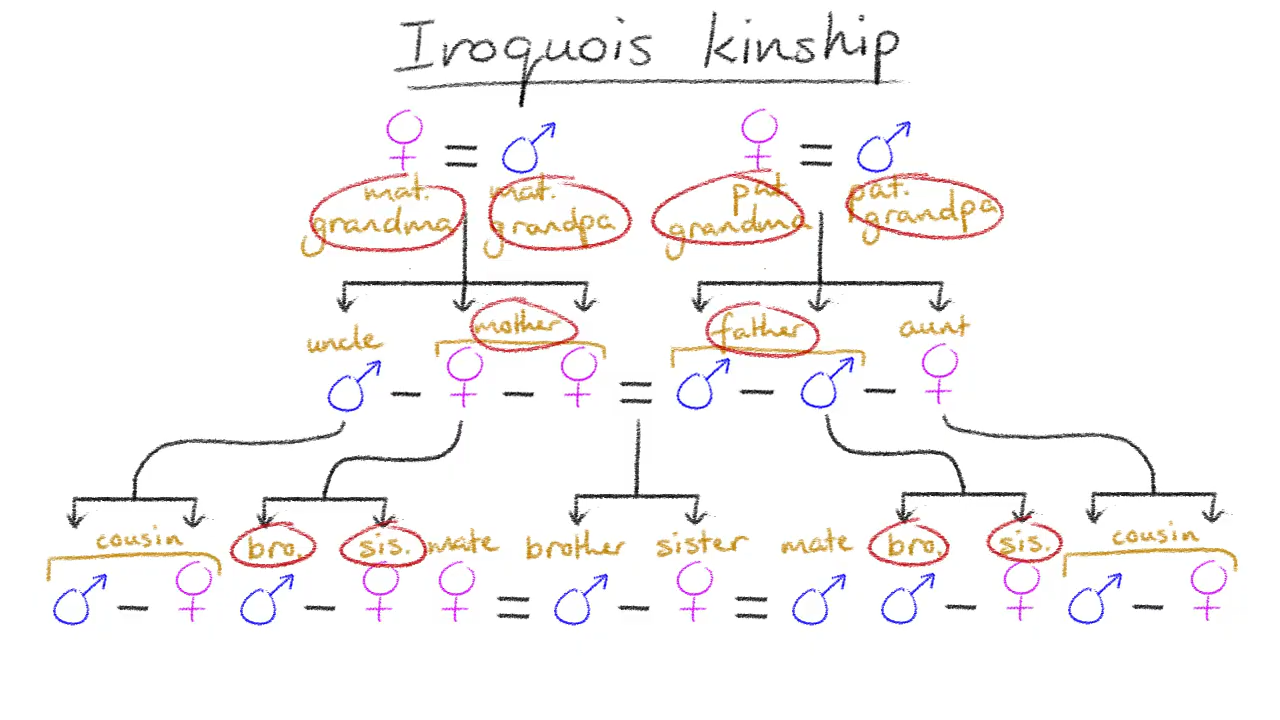 Iroquois kinship
mat. grandma
mat. grandpa
pat. grandma
pat. grandpa
uncle
mother
father
aunt
cousin
bro.
sis.
mate
brother
sister
mate
bro.
sis.
cousin